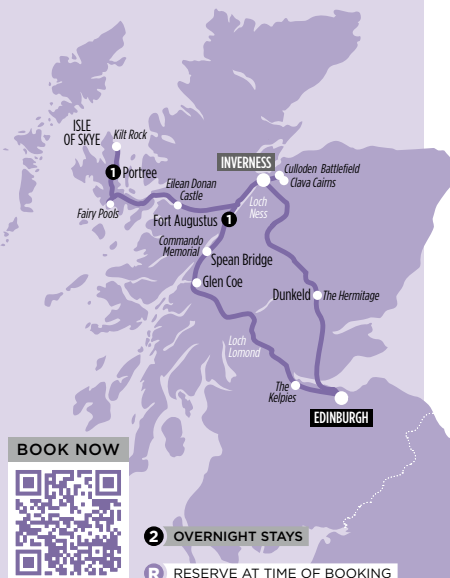 ISLE
OF SKYE
Kilt Rock
1 Portree
Fairy Pools
Eilean Donan
Castle
INVERNESS
Culloden Battlefield
Clava Cairns
Loch
Ness
Fort Augustus 1
Commando
Memorial
Spean Bridge
Glen Coe
Dunkeld
The Hermitage
Loch
Lomond
The
Kelpies
EDINBURGH
BOOK NOW
2 OVERNIGHT STAYS
R RESERVE AT TIME OF BOOKING